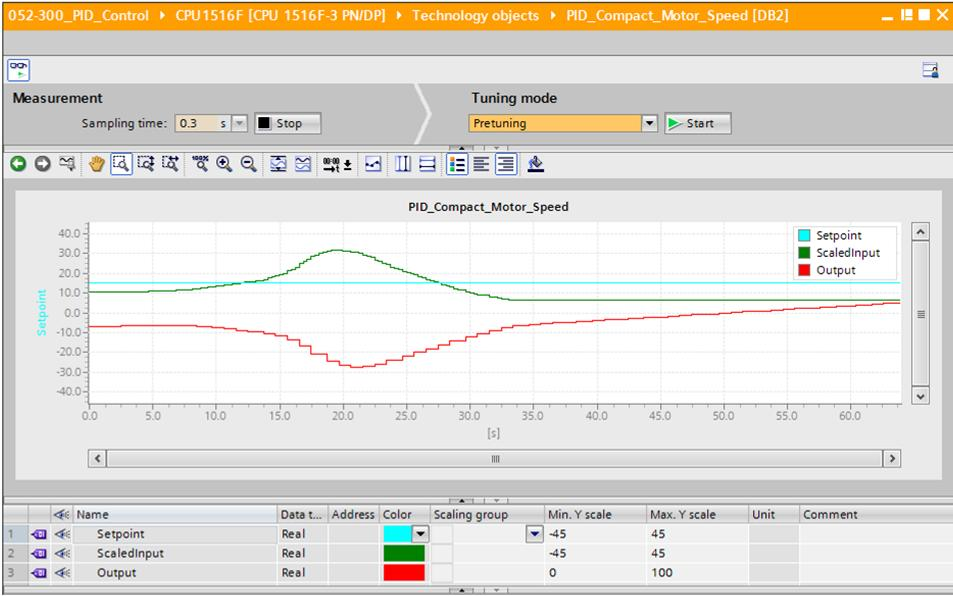 052-300_PID_Control ▸ CPU1516F [CPU 1516F-3 PN/DP] ▸ Technology objects ▸ PID_Compact_Motor_Speed [DB2]
Measurement
Sampling time: 0.3 s Stop
Tuning mode
Pretuning Start
100%
00:00
PID_Compact_Motor_Speed
Setpoint
40.0
30.0
20.0
10.0
0.0
-10.0
-20.0
-30.0
-40.0
Setpoint
ScaledInput
Output
0.0 5.0 10.0 15.0 20.0 25.0 30.0 35.0 40.0 45.0 50.0 55.0 60.0
[s]
Name Data t... Address Color Scaling group Min. Y scale Max. Y scale Unit Comment
1 Setpoint Real -45 45
2 ScaledInput Real -45 45
3 Output Real 0 100